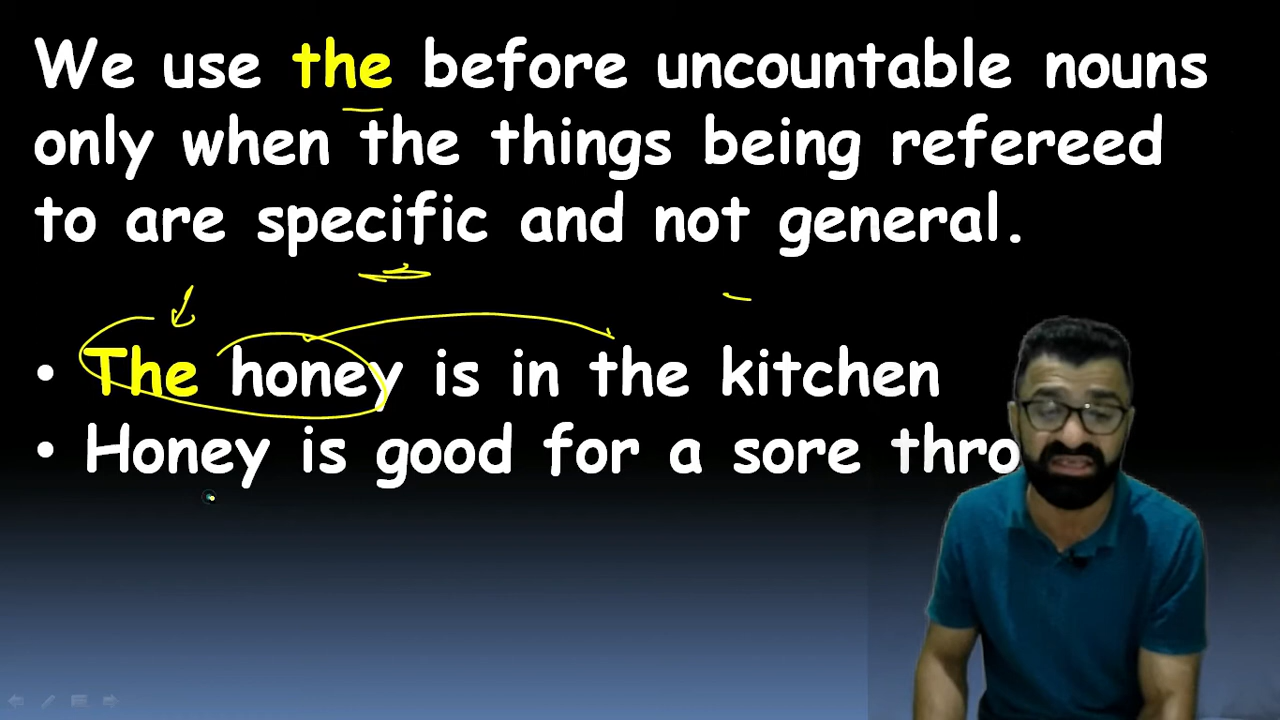 We use the before uncountable nouns
only when the things being refereed
to are specific and not general.
• The honey is in the kitchen
• Honey is good for a sore thro